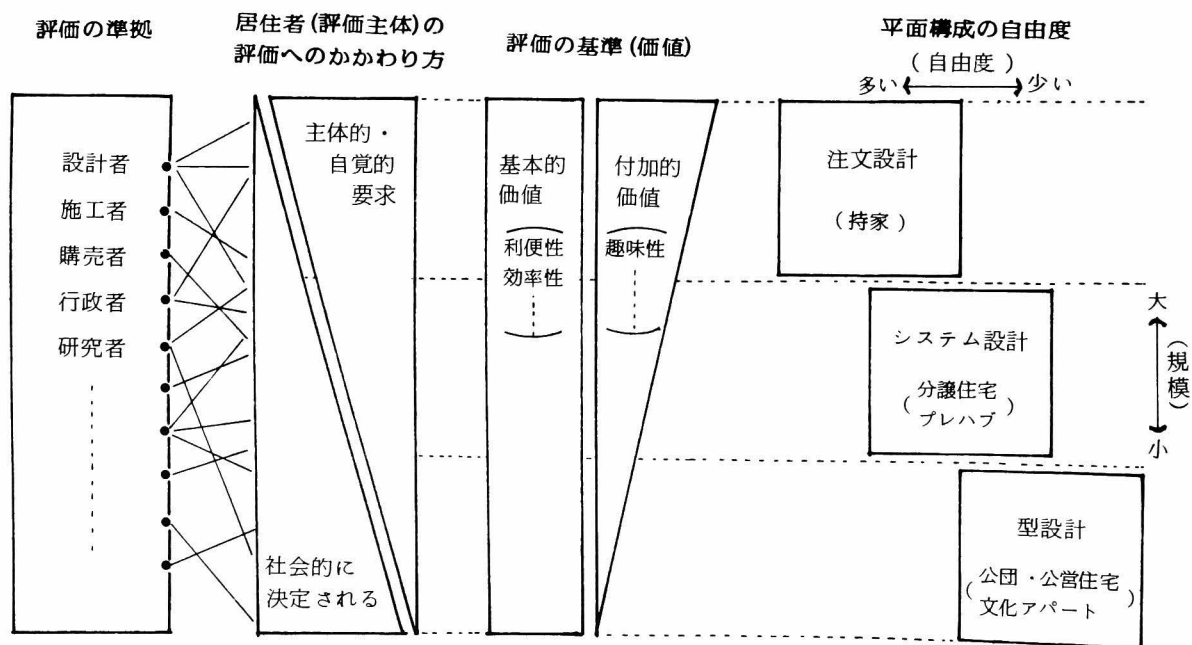 評価の準拠
設計者
施工者
購売者
行政者
研究者
居住者(評価主体)の
評価へのかかわり方
主体的・
自覚的
要求
社会的に
決定される
評価の基準(価値)
基本的
価値
利便性
効率性
付加的
価値
趣味性
平面構成の自由度
(自由度)
多い ⟷ 少い
注文設計
(持家)
システム設計
(分譲住宅
プレハブ)
型設計
(公団・公営住宅
文化アパート)
大
(規模)
小